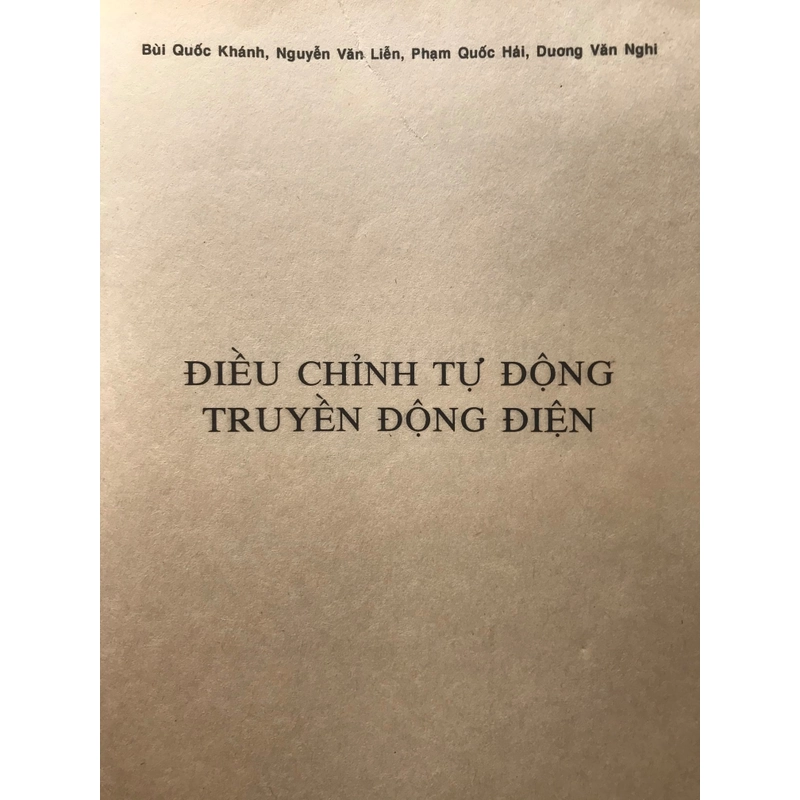 Bùi Quốc Khánh, Nguyễn Văn Liễn, Phạm Quốc Hải, Dương Văn Nghi
ĐIỀU CHỈNH TỰ ĐỘNG
TRUYỀN ĐỘNG ĐIỆN